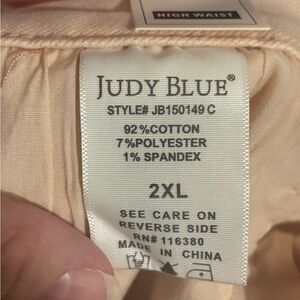 HIGH WAIST
JUDY BLUE®
STYLE# JB150149 C
92%COTTON
7%POLYESTER
1% SPANDEX
2XL
SEE CARE ON
REVERSE SIDE
RN# 116380
MADE IN CHINA